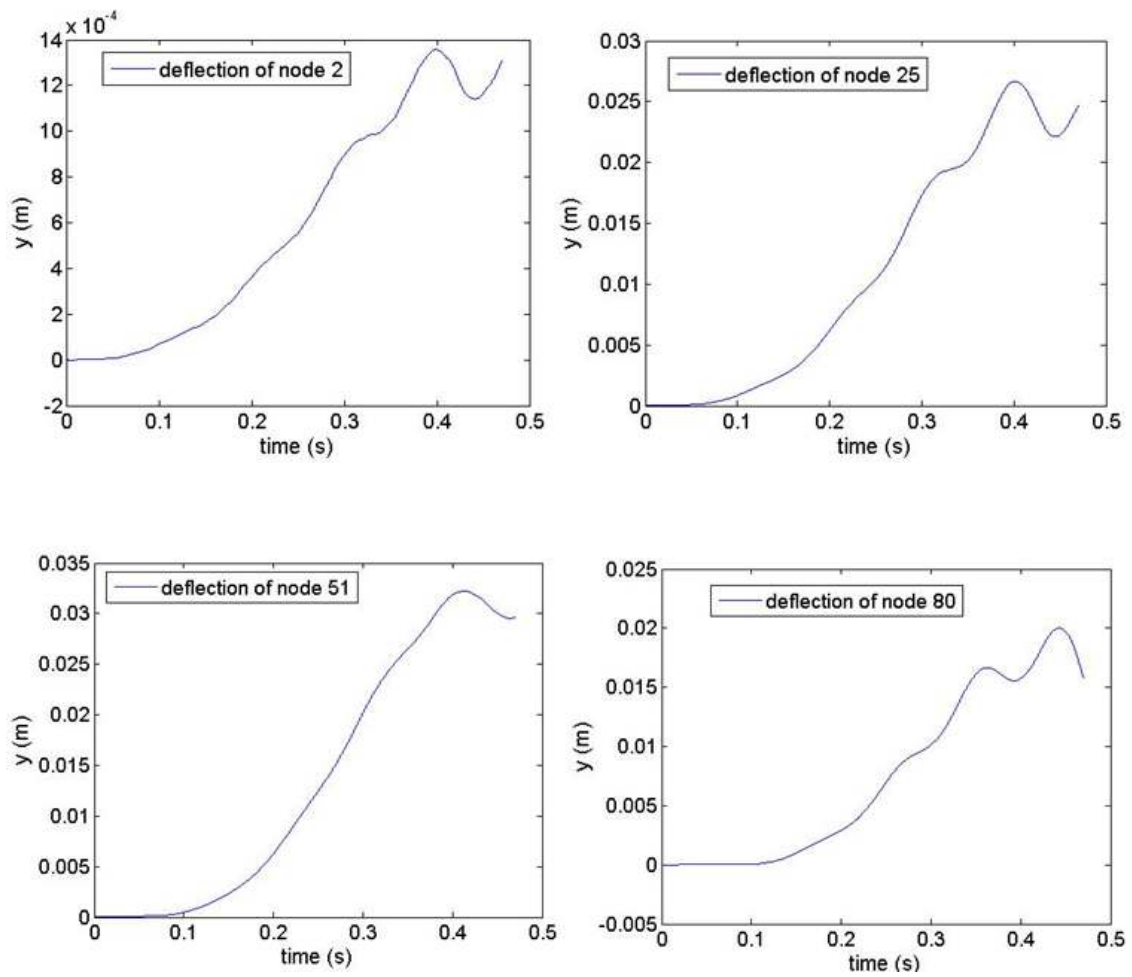 x 10^-4
14
12
10
8
6
4
2
0
-2
y (m)
deflection of node 2
0 0.1 0.2 0.3 0.4 0.5
time (s)
0.03
0.025
0.02
0.015
0.01
0.005
0
y (m)
deflection of node 25
0 0.1 0.2 0.3 0.4 0.5
time (s)
0.035
0.03
0.025
0.02
0.015
0.01
0.005
0
y (m)
deflection of node 51
0 0.1 0.2 0.3 0.4 0.5
time (s)
0.025
0.02
0.015
0.01
0.005
0
-0.005
y (m)
deflection of node 80
0 0.1 0.2 0.3 0.4 0.5
time (s)